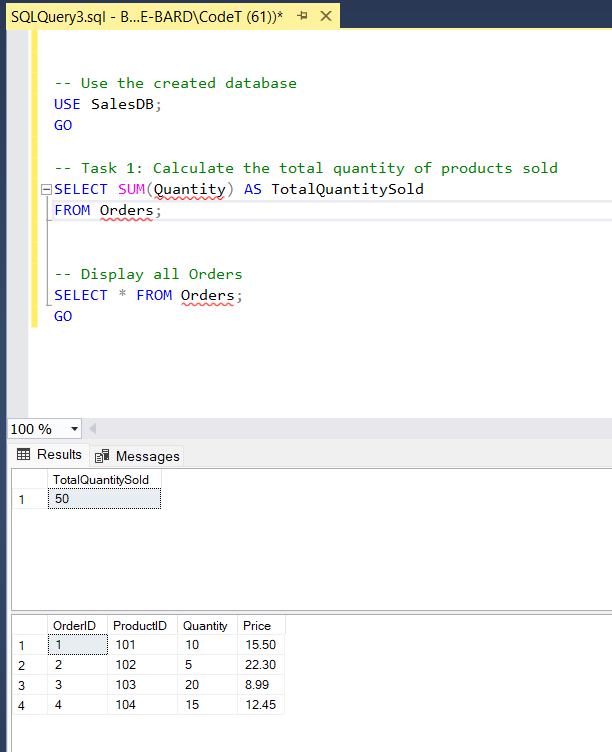 SQLQuery3.sql - B...E-BARD\CodeT (61))*
-- Use the created database
USE SalesDB;
GO
-- Task 1: Calculate the total quantity of products sold
SELECT SUM(Quantity) AS TotalQuantitySold
FROM Orders;
-- Display all Orders
SELECT * FROM Orders;
GO
100 %
Results Messages
TotalQuantitySold
1 50
OrderID ProductID Quantity Price
1 1 101 10 15.50
2 2 102 5 22.30
3 3 103 20 8.99
4 4 104 15 12.45